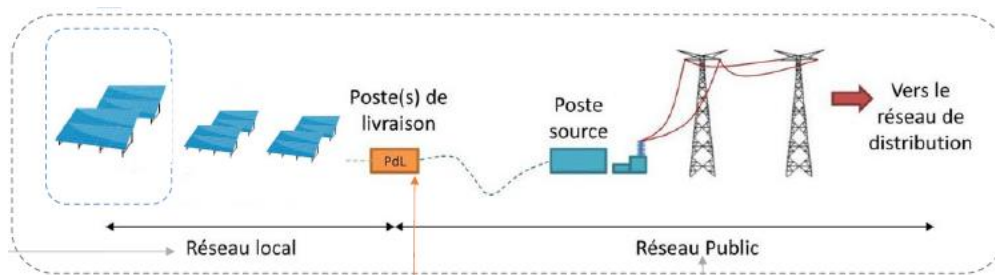 Poste(s) de
livraison
PdL
Poste
source
Vers le
réseau de
distribution
Réseau local
Réseau Public